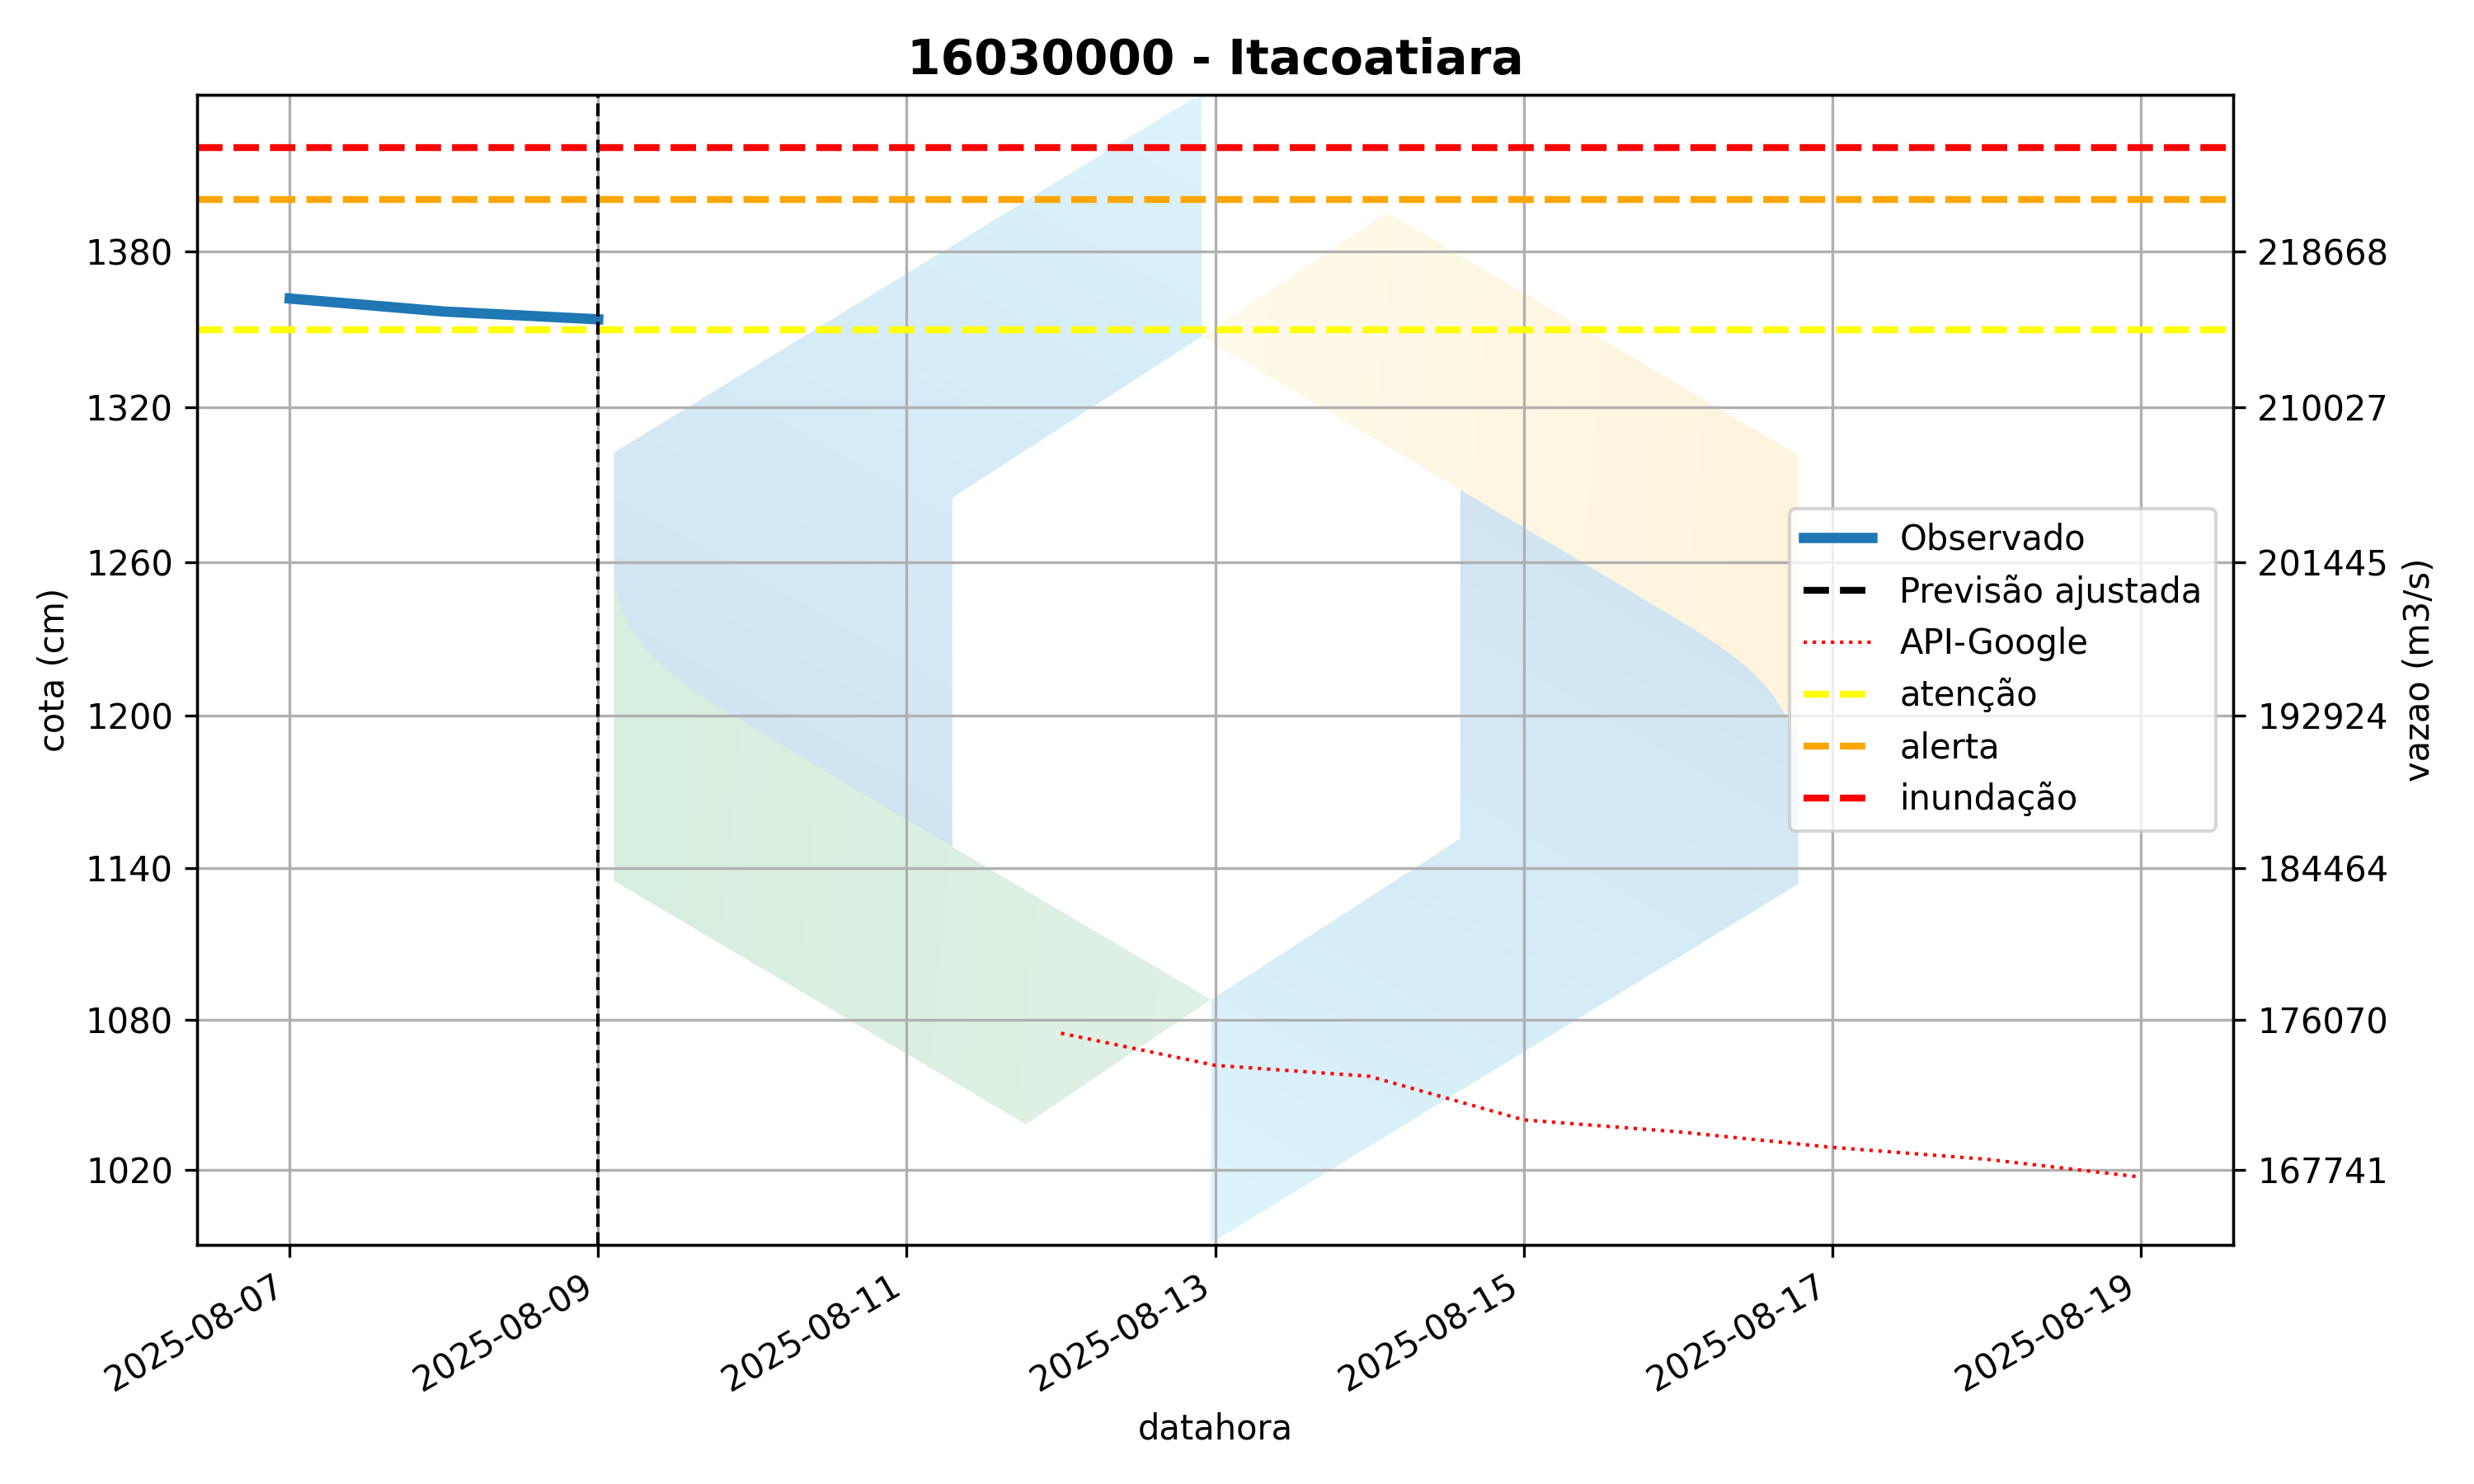 16030000 - Itacoatiara
1380
1320
1260
1200
1140
1080
1020
cota (cm)
218668
210027
201445
192924
184464
176070
167741
vazao (m3/s)
Observado
Previsão ajustada
API-Google
atenção
alerta
inundação
2025-08-07
2025-08-09
2025-08-11
2025-08-13
2025-08-15
2025-08-17
2025-08-19
datahora